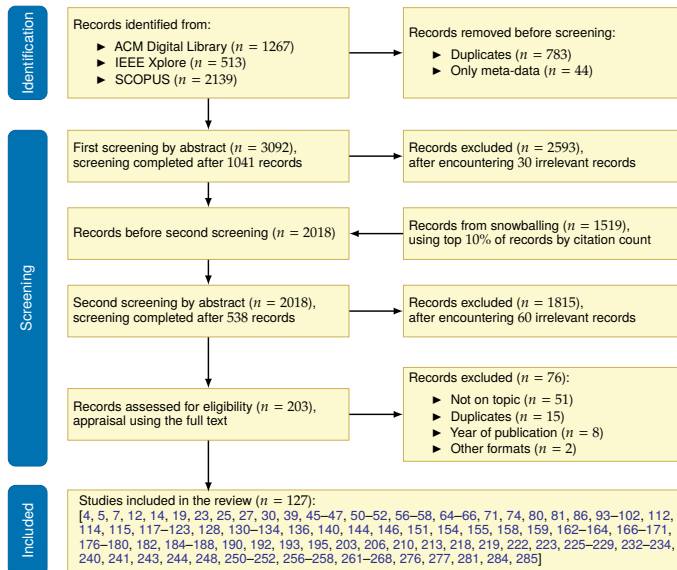 Identification
Records identified from:
► ACM Digital Library (n = 1267)
► IEEE Xplore (n = 513)
► SCOPUS (n = 2139)
Records removed before screening:
► Duplicates (n = 783)
► Only meta-data (n = 44)
Screening
First screening by abstract (n = 3092),
screening completed after 1041 records
Records excluded (n = 2593),
after encountering 30 irrelevant records
Records before second screening (n = 2018)
Records from snowballing (n = 1519),
using top 10% of records by citation count
Second screening by abstract (n = 2018),
screening completed after 538 records
Records excluded (n = 1815),
after encountering 60 irrelevant records
Records assessed for eligibility (n = 203),
appraisal using the full text
Records excluded (n = 76):
► Not on topic (n = 51)
► Duplicates (n = 15)
► Year of publication (n = 8)
► Other formats (n = 2)
Included
Studies included in the review (n = 127):
[4, 5, 7, 12, 14, 19, 23, 25, 27, 30, 39, 45–47, 50–52, 56–58, 64–66, 71, 74, 80, 81, 86, 93–102, 112,
114, 115, 117–123, 128, 130–134, 136, 140, 144, 146, 151, 154, 155, 158, 159, 162–164, 166–171,
176–180, 182, 184–188, 190, 192, 193, 195, 203, 206, 210, 213, 218, 219, 222, 223, 225–229, 232–234,
240, 241, 243, 244, 248, 250–252, 256–258, 261–268, 276, 277, 281, 284, 285]